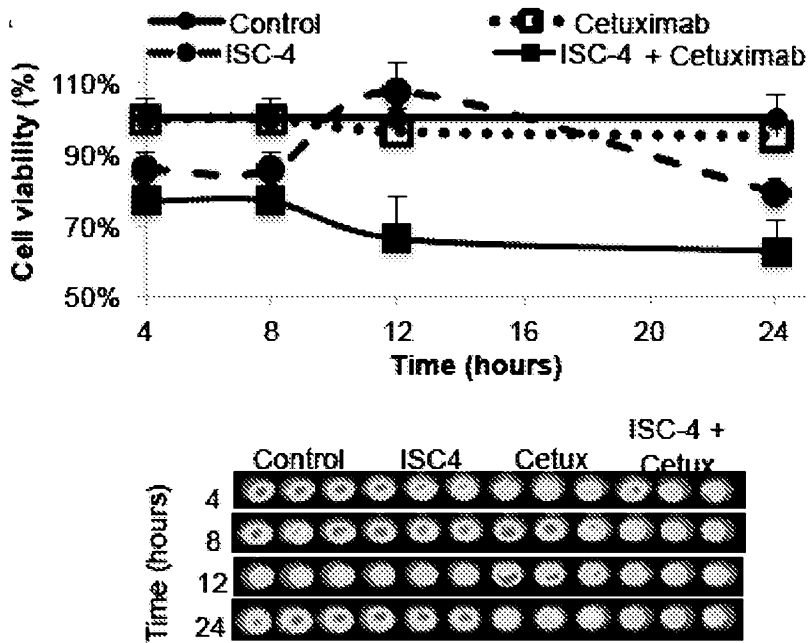 Control Cetuximab
ISC-4 ISC-4 + Cetuximab
Cell viability (%)
110%
90%
70%
50%
4 8 12 16 20 24
Time (hours)
ISC-4 +
Control ISC4 Cetux Cetux
Time (hours)
4
8
12
24